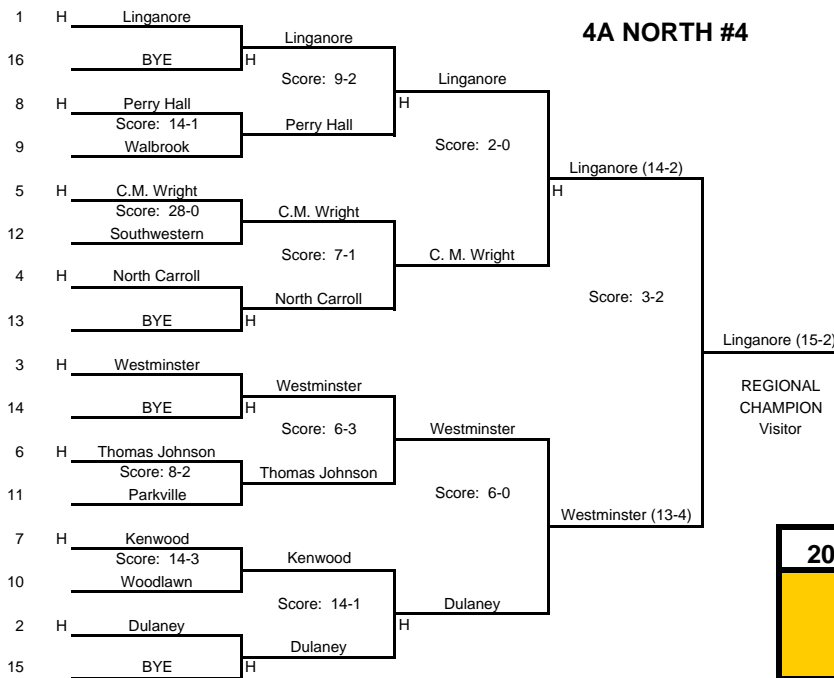 4A NORTH #4
1 H Linganore
Linganore
16 BYE H
Score: 9-2
Linganore
8 H Perry Hall
H
Score: 14-1
Perry Hall
9 Walbrook
Score: 2-0
Linganore (14-2)
5 H C.M. Wright
H
Score: 28-0
C.M. Wright
12 Southwestern
Score: 7-1
C. M. Wright
4 H North Carroll
North Carroll
Score: 3-2
13 BYE H
Linganore (15-2)
3 H Westminster
Westminster
REGIONAL
CHAMPION
Visitor
14 BYE H
Score: 6-3
Westminster
6 H Thomas Johnson
Score: 8-2
Thomas Johnson
11 Parkville
Score: 6-0
Westminster (13-4)
7 H Kenwood
Score: 14-3
Kenwood
10 Woodlawn
Score: 14-1
Dulaney
2 H Dulaney
H
Dulaney
15 BYE H
20